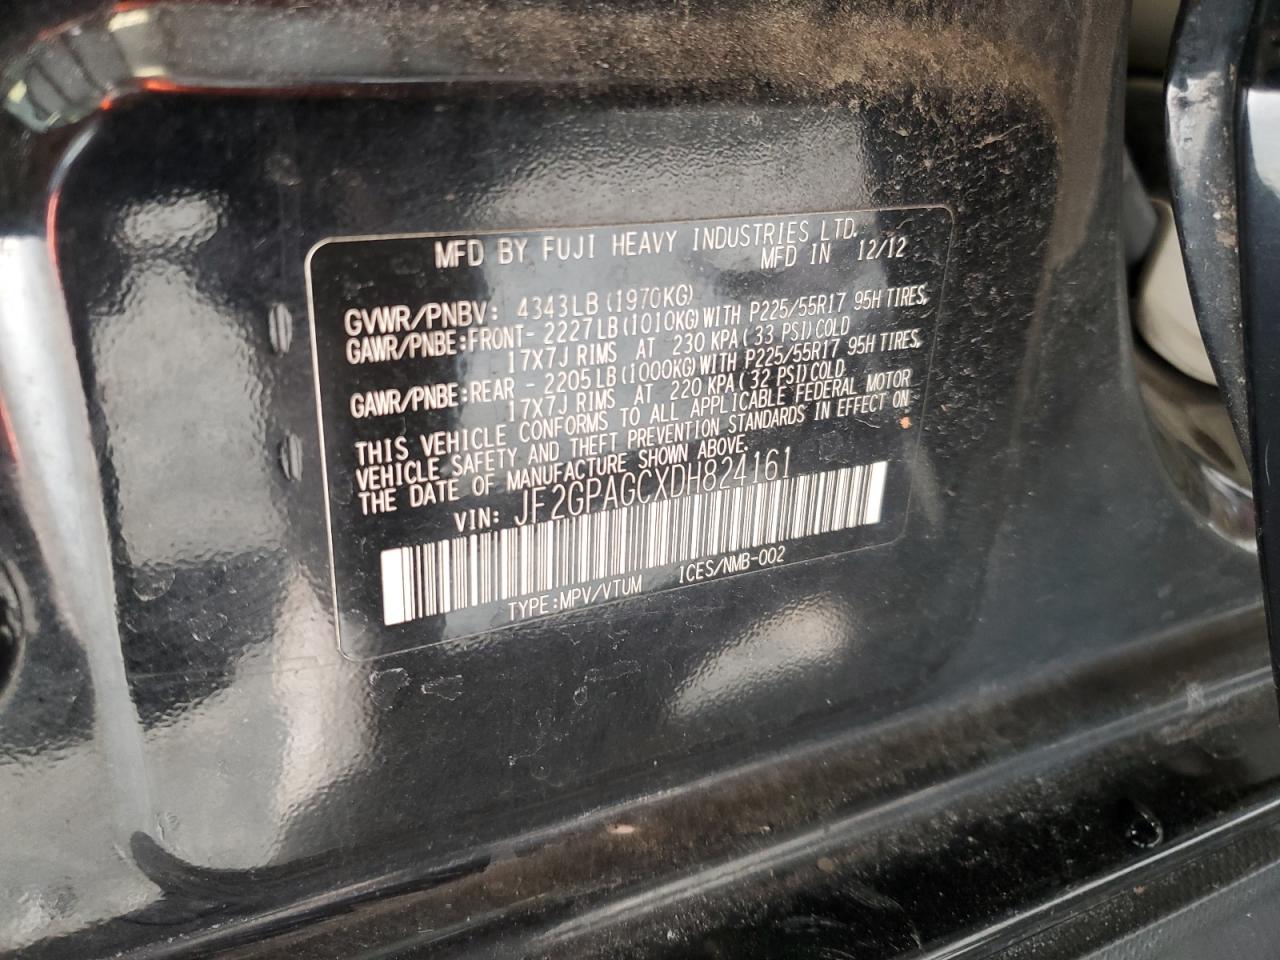 MFD BY FUJI HEAVY INDUSTRIES LTD.
MFD IN 12/12
GVWR/PNBV: 4343LB(1970KG)
GAWR/PNBE:FRONT- 2227LB(1010KG)WITH P225/55R17 95H TIRES,
17X7J RIMS AT 230 KPA(33 PSI)COLD
GAWR/PNBE:REAR - 2205LB(1000KG)WITH P225/55R17 95H TIRES,
17X7J RIMS AT 220 KPA(32 PSI)COLD
THIS VEHICLE CONFORMS TO ALL APPLICABLE FEDERAL MOTOR
VEHICLE SAFETY AND THEFT PREVENTION STANDARDS IN EFFECT ON
THE DATE OF MANUFACTURE SHOWN ABOVE.
VIN: JF2GPAGCXDH824161
TYPE:MPV/VTUM ICES/NMB-002